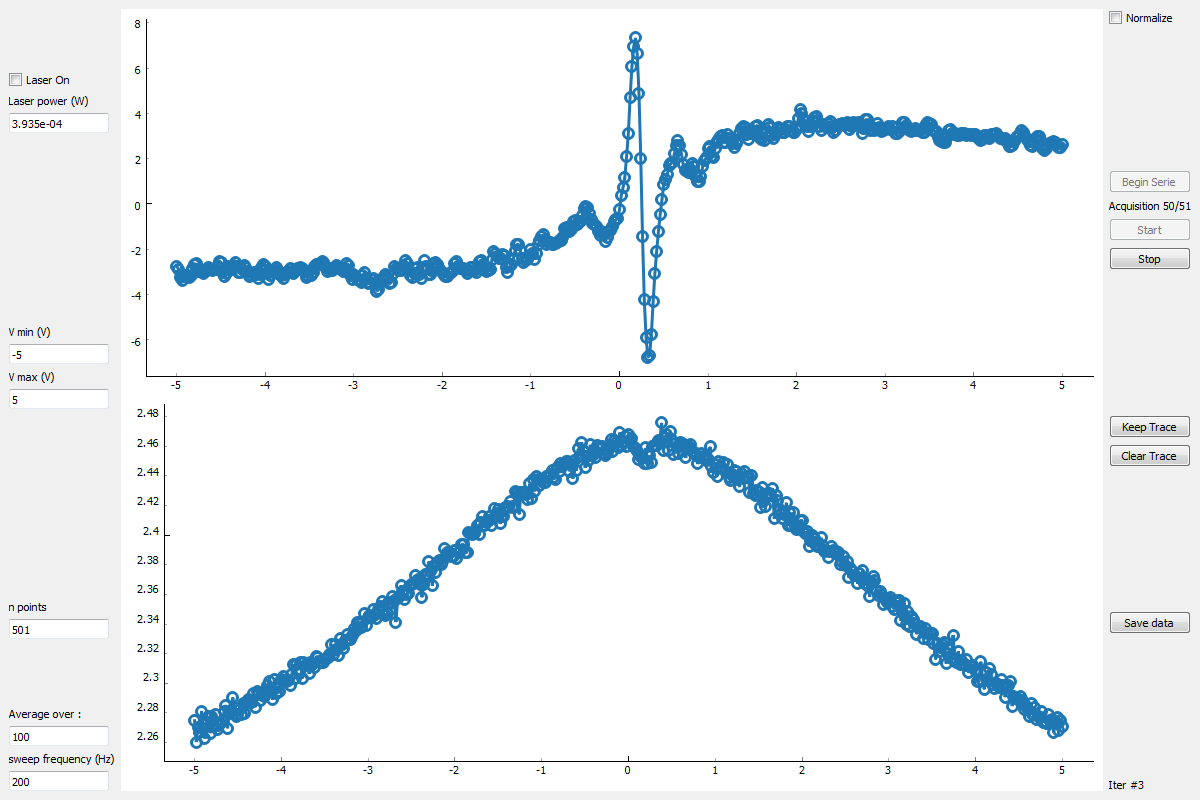 Laser On
Laser power (W)
3.935e-04
V min (V)
-5
V max (V)
5
n points
501
Average over :
100
sweep frequency (Hz)
200
8
6
4
2
0
-2
-4
-6
-5 -4 -3 -2 -1 0 1 2 3 4 5
2.48
2.46
2.44
2.42
2.4
2.38
2.36
2.34
2.32
2.3
2.28
2.26
-5 -4 -3 -2 -1 0 1 2 3 4 5
Normalize
Begin Serie
Acquisition 50/51
Start
Stop
Keep Trace
Clear Trace
Save data
Iter #3